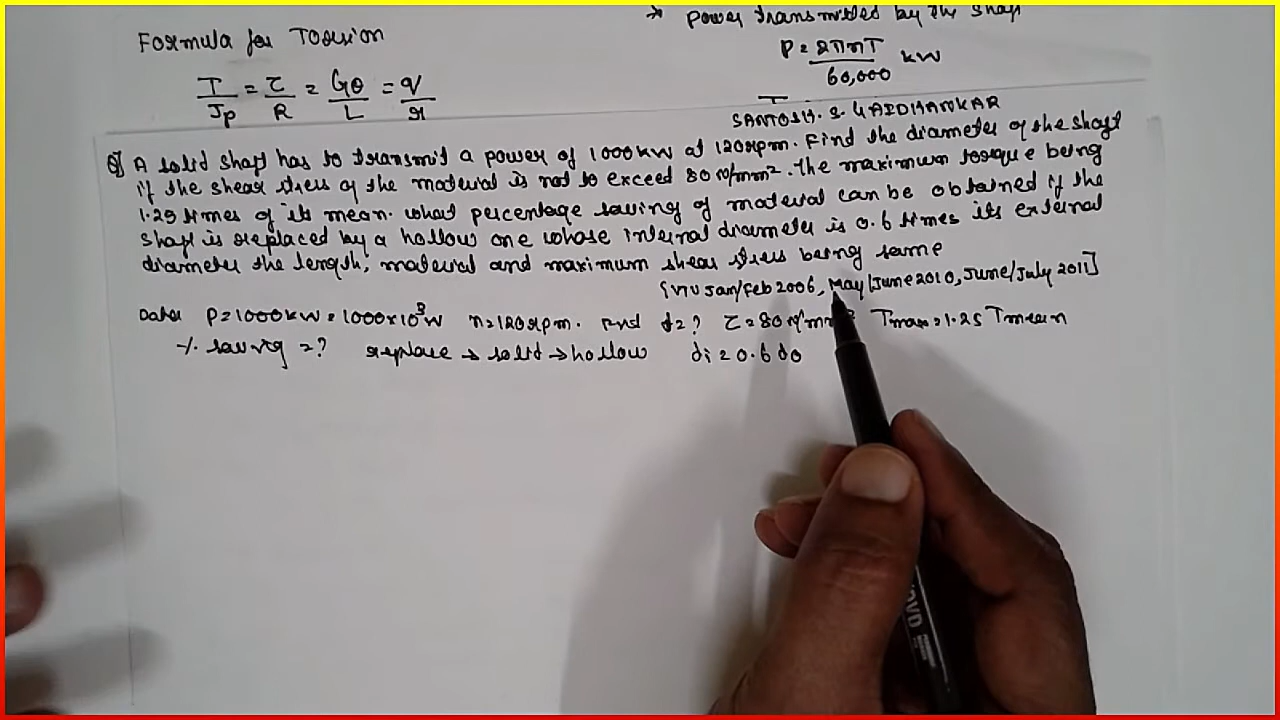 → power transmitted by the shaft
Formula for Torsion
P = 2πnT / 60,000 kW
T/Jp = τ/R = Gθ/L = q/r
SANTOSH. S. GAIDHANKAR
Q] A solid shaft has to transmit a power of 1000kW at 120rpm. Find the diameter of the shaft
if the shear stress of the material is not to exceed 80 N/mm². The maximum torque being
1.25 times of its mean. what percentage saving of material can be obtained if the
shaft is replaced by a hollow one whose internal diameter is 0.6 times its external
diameter the length, material and maximum shear stress being same
[VTU Jan/Feb 2006, May/June 2010, June/July 2011]
Data: P = 1000kW = 1000×10³W n = 120rpm. Find d = ? τ = 80 N/mm² Tmax = 1.25 Tmean
% saving = ? replace → solid → hollow di = 0.6 do
NOVO